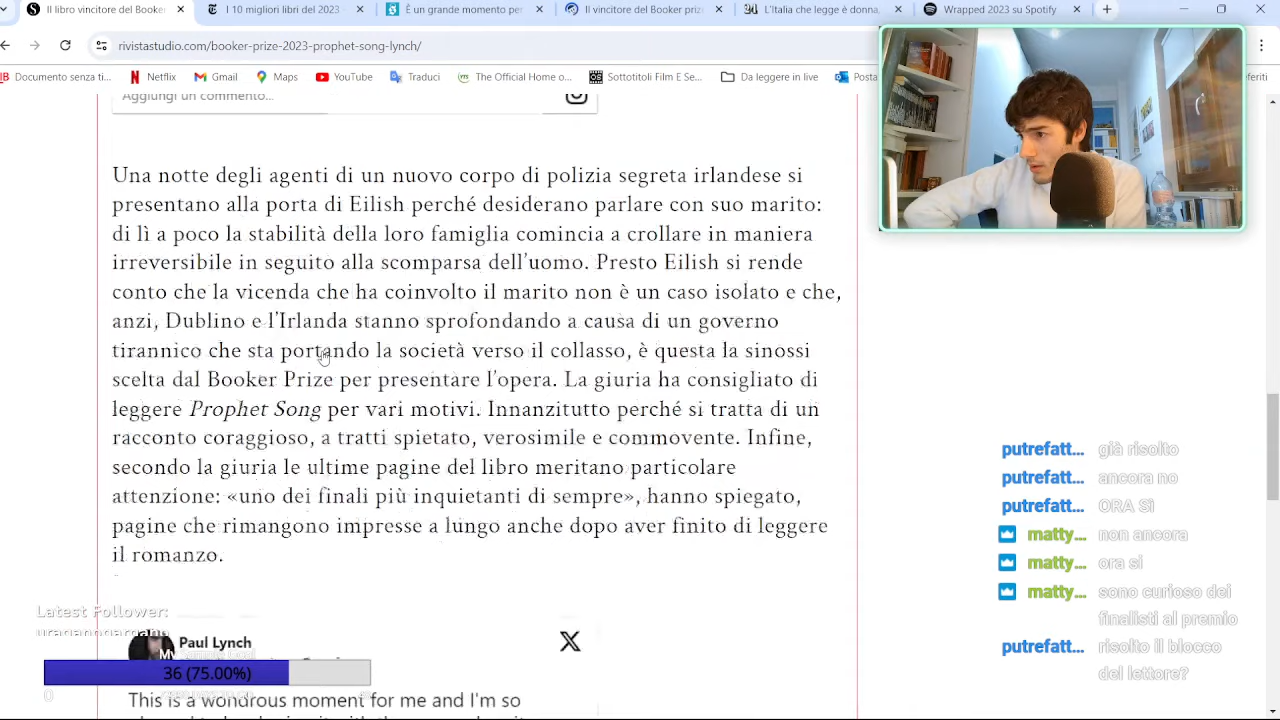 Il libro vincitore del Booker
I 10 migliori libri del 2023
È un grande momento per
Il vincitore del Booker priz
L'Italia che legge è donna,
Wrapped 2023 su Spotify
rivistastudio.com/booker-prize-2023-prophet-song-lynch/
Documento senza ti...
Netflix
Gmail
Maps
YouTube
Traduci
The Official Home o...
Sottotitoli Film E Se...
Da leggere in live
Posta
feriti
Aggiungi un commento...
Una notte degli agenti di un nuovo corpo di polizia segreta irlandese si
presentano alla porta di Eilish perché desiderano parlare con suo marito:
di lì a poco la stabilità della loro famiglia comincia a crollare in maniera
irreversibile in seguito alla scomparsa dell'uomo. Presto Eilish si rende
conto che la vicenda che ha coinvolto il marito non è un caso isolato e che,
anzi, Dublino e l'Irlanda stanno sprofondando a causa di un governo
tirannico che sta portando la società verso il collasso, è questa la sinossi
scelta dal Booker Prize per presentare l'opera. La giuria ha consigliato di
leggere Prophet Song per vari motivi. Innanzitutto perché si tratta di un
racconto coraggioso, a tratti spietato, verosimile e commovente. Infine,
secondo la giuria le ultime pagine del libro meritano particolare
attenzione: «uno dei finali più inquietanti di sempre», hanno spiegato,
pagine che rimangono impresse a lungo anche dopo aver finito di leggere
il romanzo.
putrefatt... già risolto
putrefatt... ancora no
putrefatt... ORA Sì
matty... non ancora
matty... ora si
matty... sono curioso dei
finalisti al premio
putrefatt... risolto il blocco
del lettore?
Latest Follower:
Paul Lynch
36 (75.00%)
0
This is a wondrous moment for me and I'm so